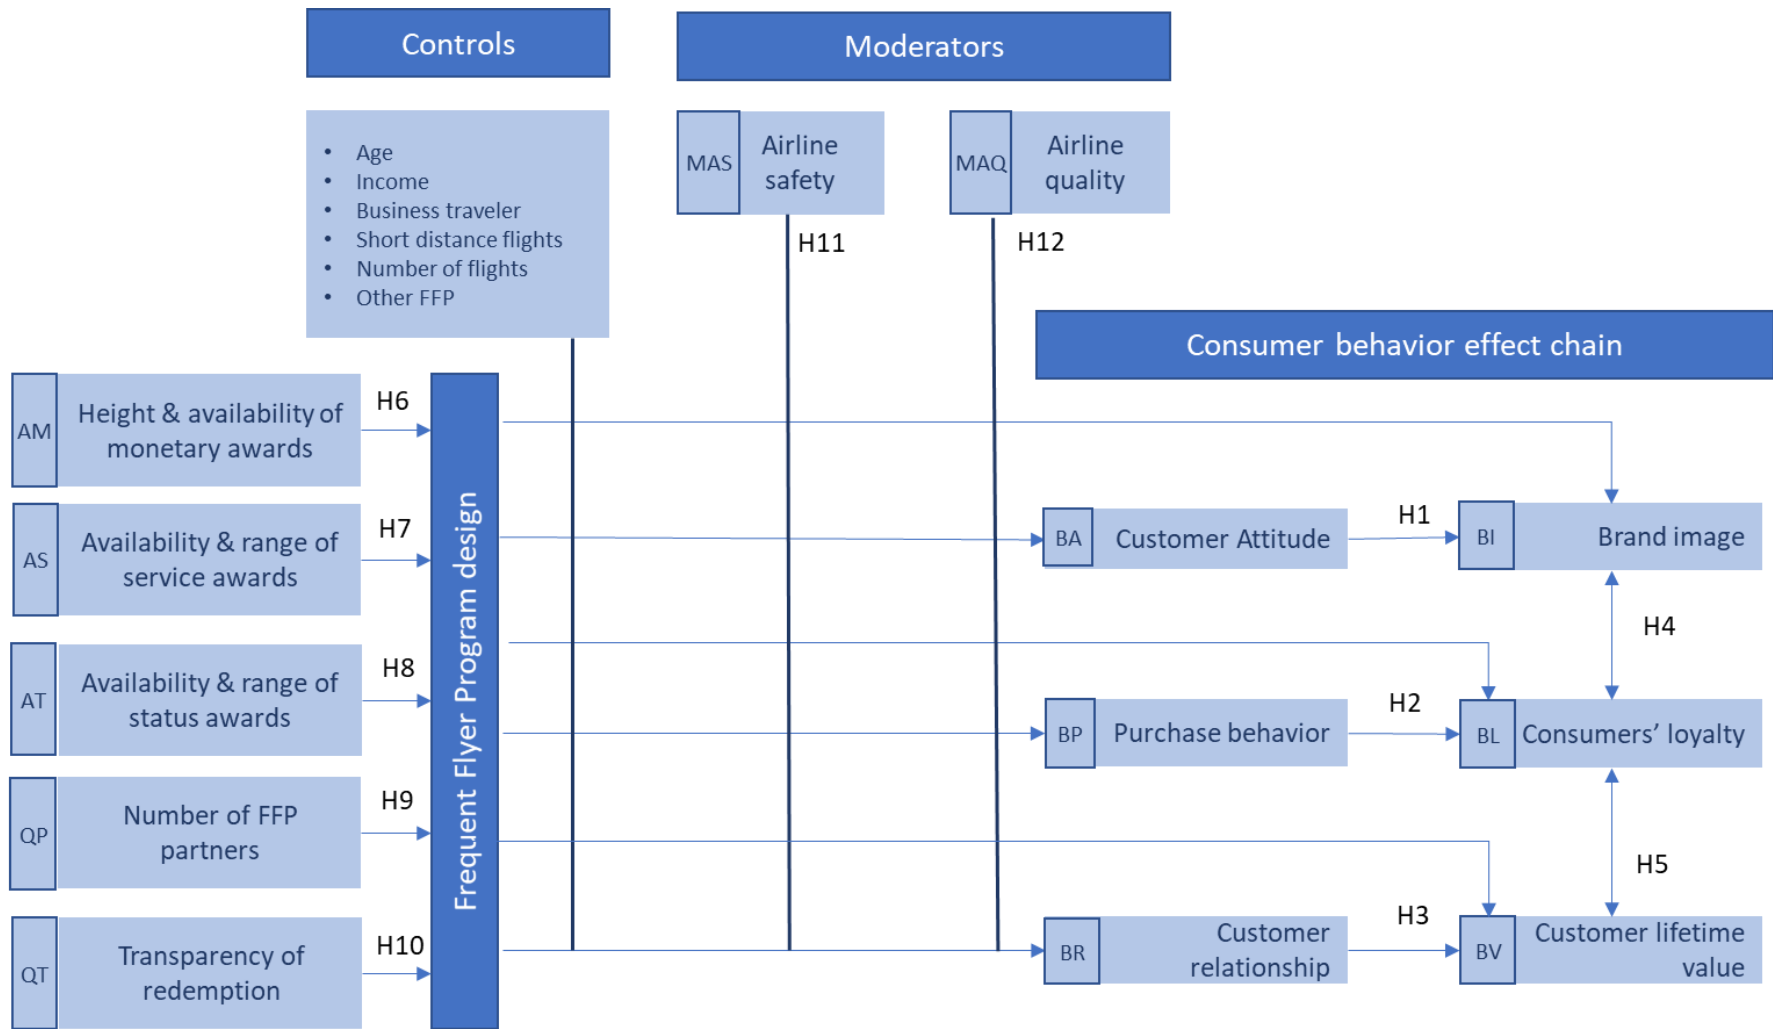 Controls
Moderators
• Age
• Income
• Business traveler
• Short distance flights
• Number of flights
• Other FFP
MAS
Airline
safety
MAQ
Airline
quality
H11
H12
Consumer behavior effect chain
AM
Height & availability of
monetary awards
H6
AS
Availability & range of
service awards
H7
AT
Availability & range of
status awards
H8
QP
Number of FFP
partners
H9
QT
Transparency of
redemption
H10
Frequent Flyer Program design
BA
Customer Attitude
H1
BI
Brand image
H4
BP
Purchase behavior
H2
BL
Consumers’ loyalty
H5
BR
Customer
relationship
H3
BV
Customer lifetime
value